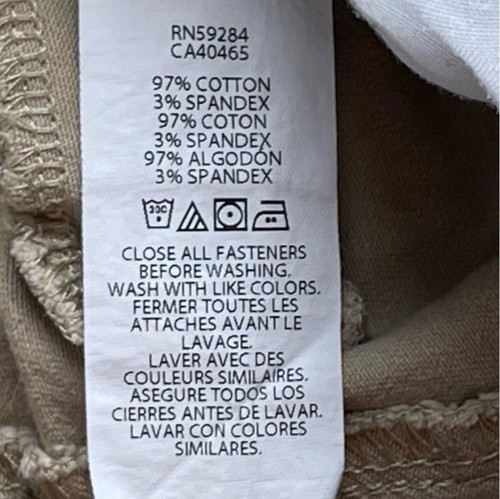 RN59284
CA40465
97% COTTON
3% SPANDEX
97% COTON
3% SPANDEX
97% ALGODÓN
3% SPANDEX
30C
CLOSE ALL FASTENERS
BEFORE WASHING.
WASH WITH LIKE COLORS.
FERMER TOUTES LES
ATTACHES AVANT LE
LAVAGE.
LAVER AVEC DES
COULEURS SIMILAIRES.
ASEGURE TODOS LOS
CIERRES ANTES DE LAVAR.
LAVAR CON COLORES
SIMILARES.